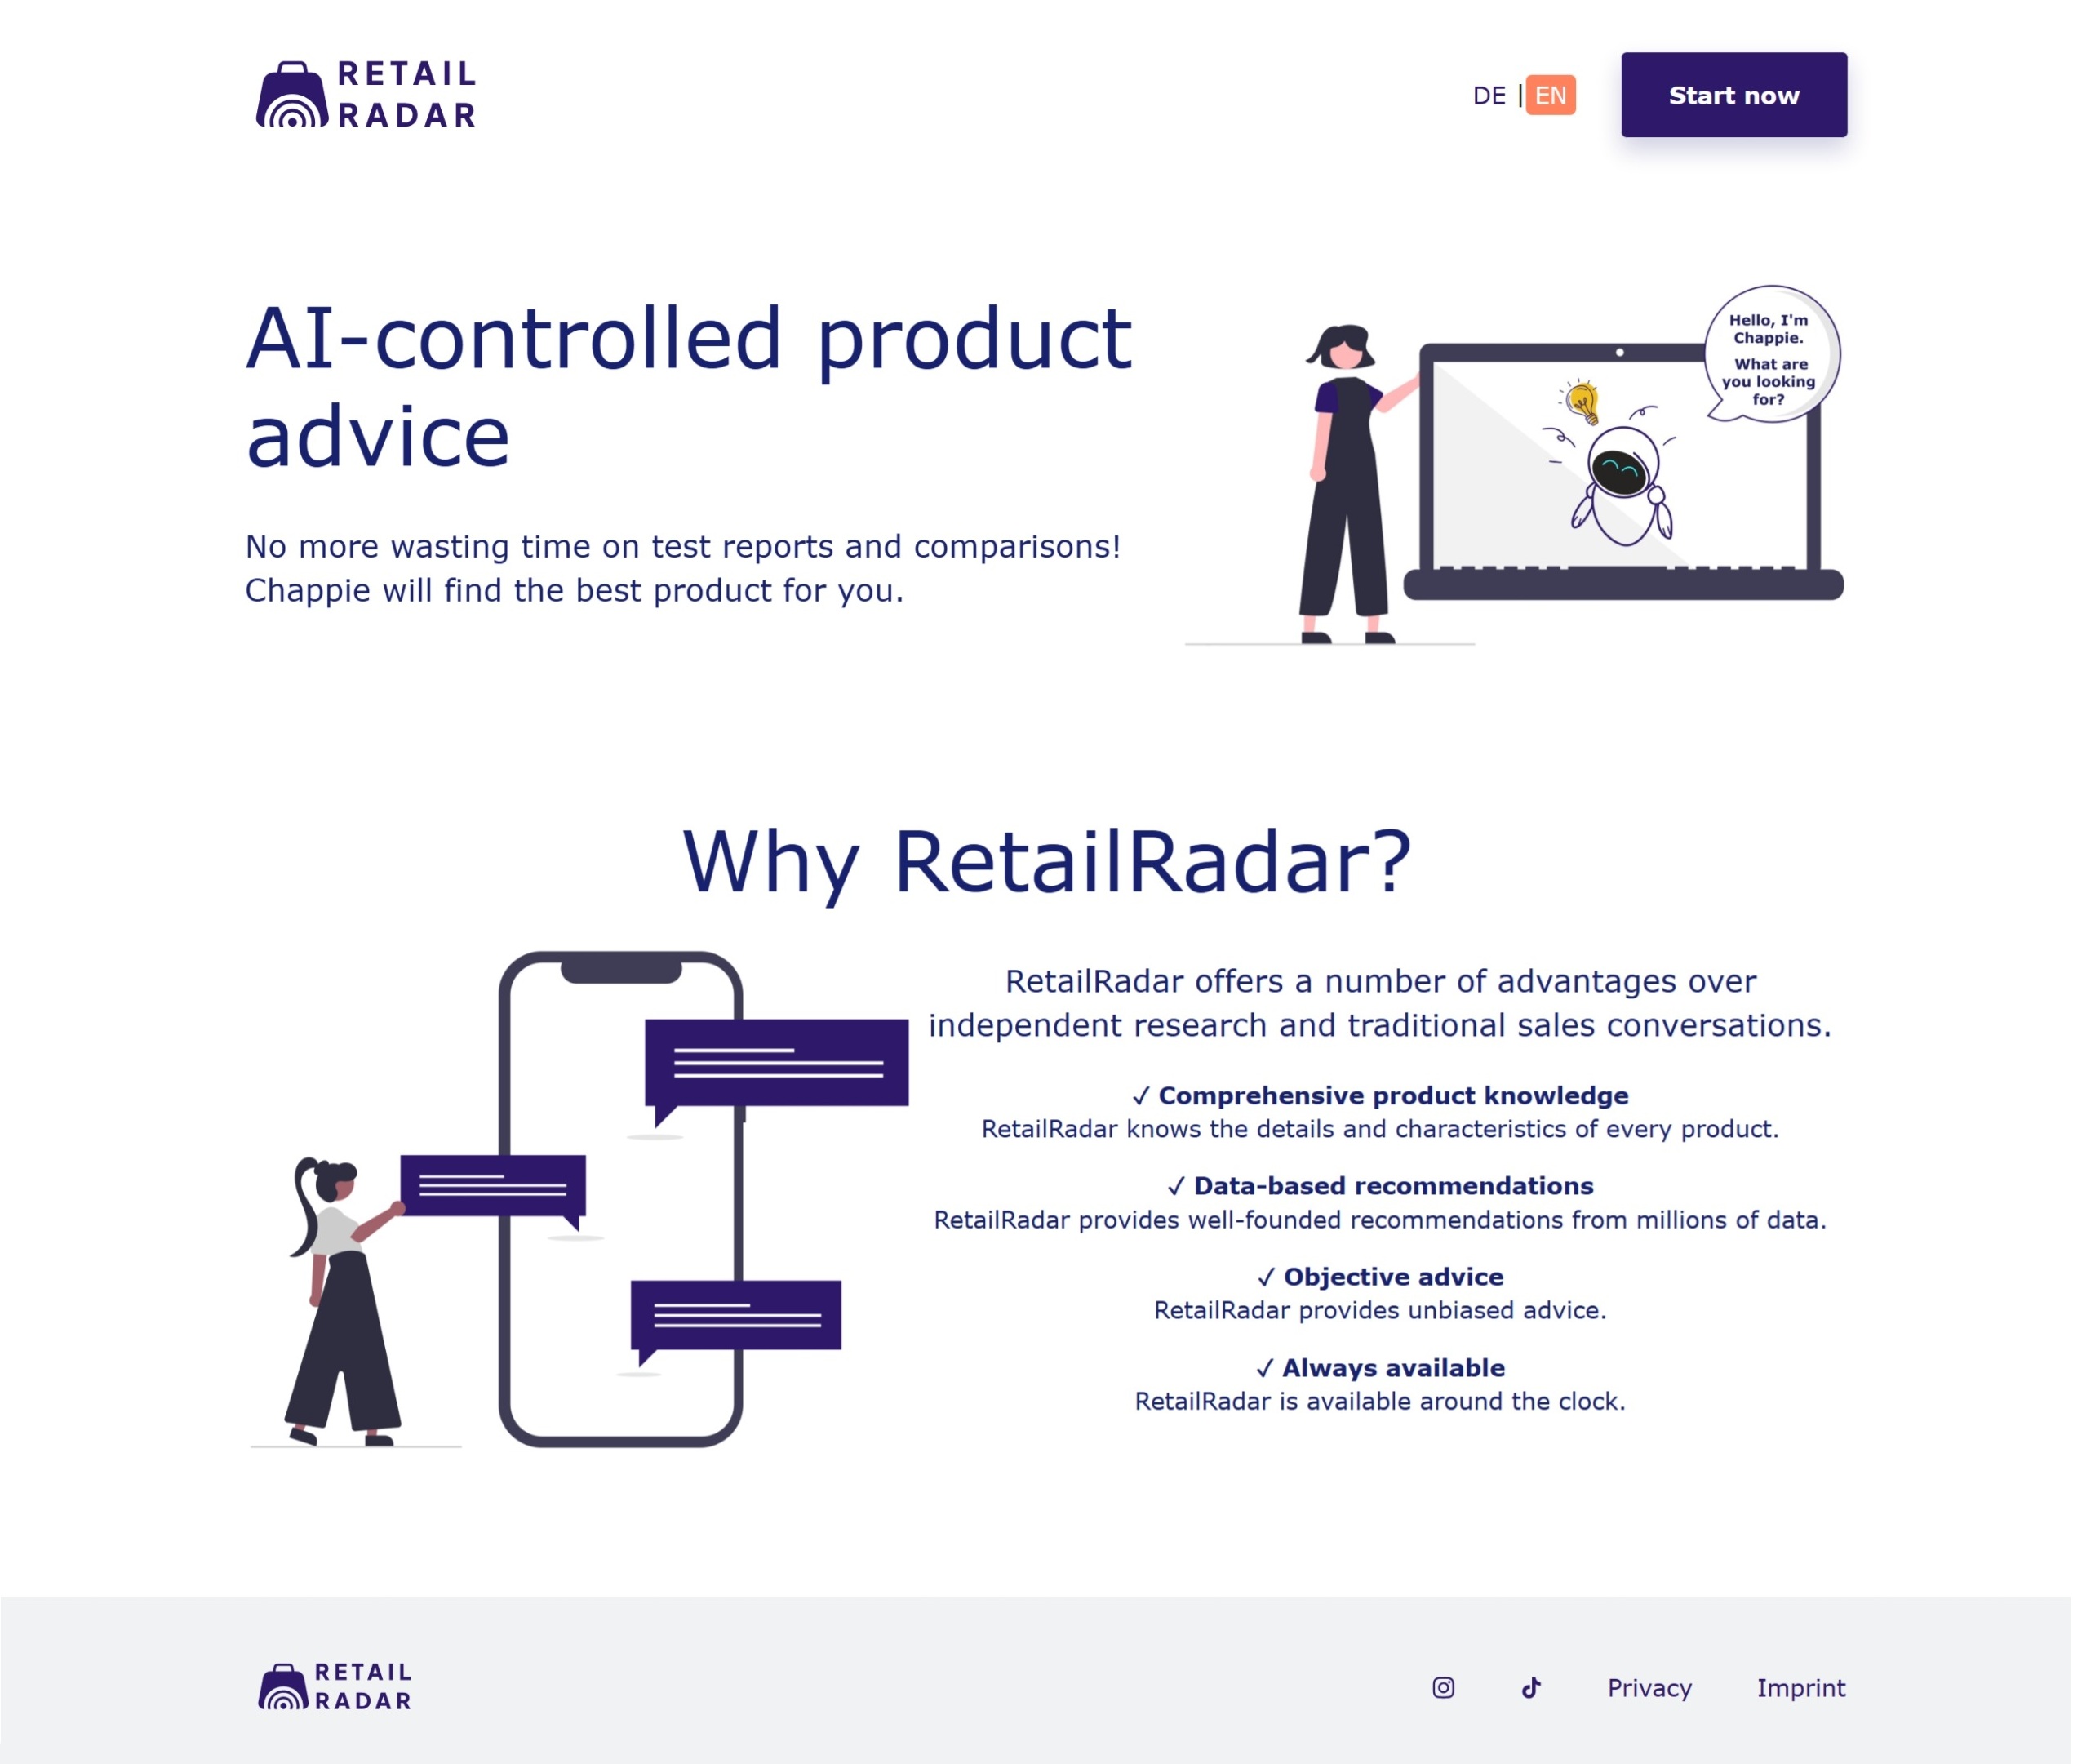 RETAIL
RADAR
DE | EN
Start now
AI-controlled product
advice
No more wasting time on test reports and comparisons!
Chappie will find the best product for you.
Hello, I'm
Chappie.
What are
you looking
for?
Why RetailRadar?
RetailRadar offers a number of advantages over
independent research and traditional sales conversations.
✓ Comprehensive product knowledge
RetailRadar knows the details and characteristics of every product.
✓ Data-based recommendations
RetailRadar provides well-founded recommendations from millions of data.
✓ Objective advice
RetailRadar provides unbiased advice.
✓ Always available
RetailRadar is available around the clock.
RETAIL
RADAR
Privacy
Imprint